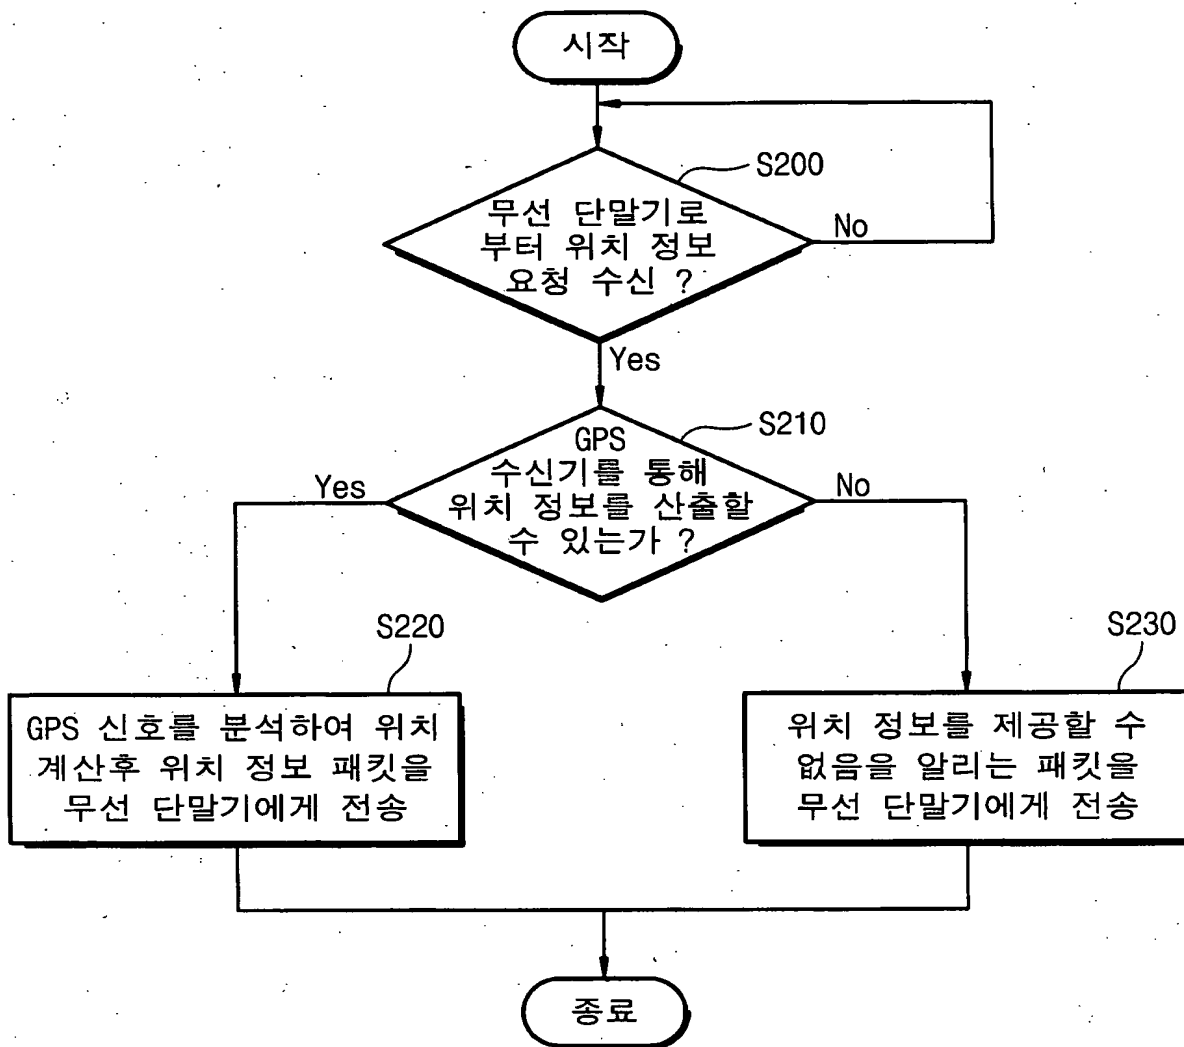 시작
S200
무선 단말기로
부터 위치 정보
요청 수신 ?
No
Yes
S210
GPS
수신기를 통해
위치 정보를 산출할
수 있는가 ?
Yes
No
S220
GPS 신호를 분석하여 위치
계산후 위치 정보 패킷을
무선 단말기에게 전송
S230
위치 정보를 제공할 수
없음을 알리는 패킷을
무선 단말기에게 전송
종료